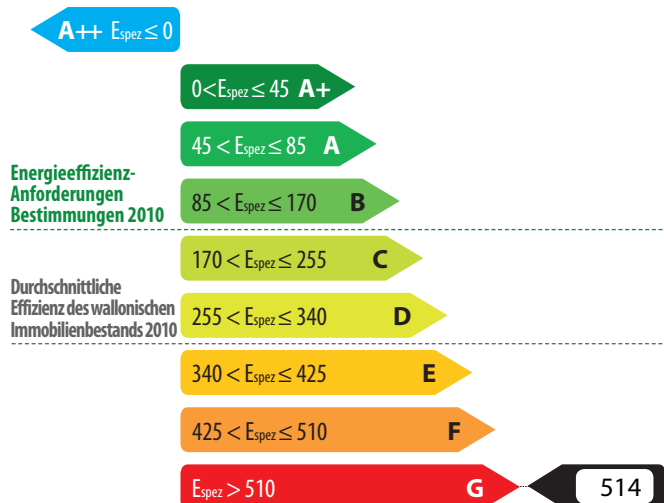 A++ Espez ≤ 0
0<Espez ≤ 45 A+
45 < Espez ≤ 85 A
Energieeffizienz-
Anforderungen
Bestimmungen 2010
85 < Espez ≤ 170 B
170 < Espez ≤ 255 C
Durchschnittliche
Effizienz des wallonischen
Immobilienbestands 2010
255 < Espez ≤ 340 D
340 < Espez ≤ 425 E
425 < Espez ≤ 510 F
Espez > 510 G 514